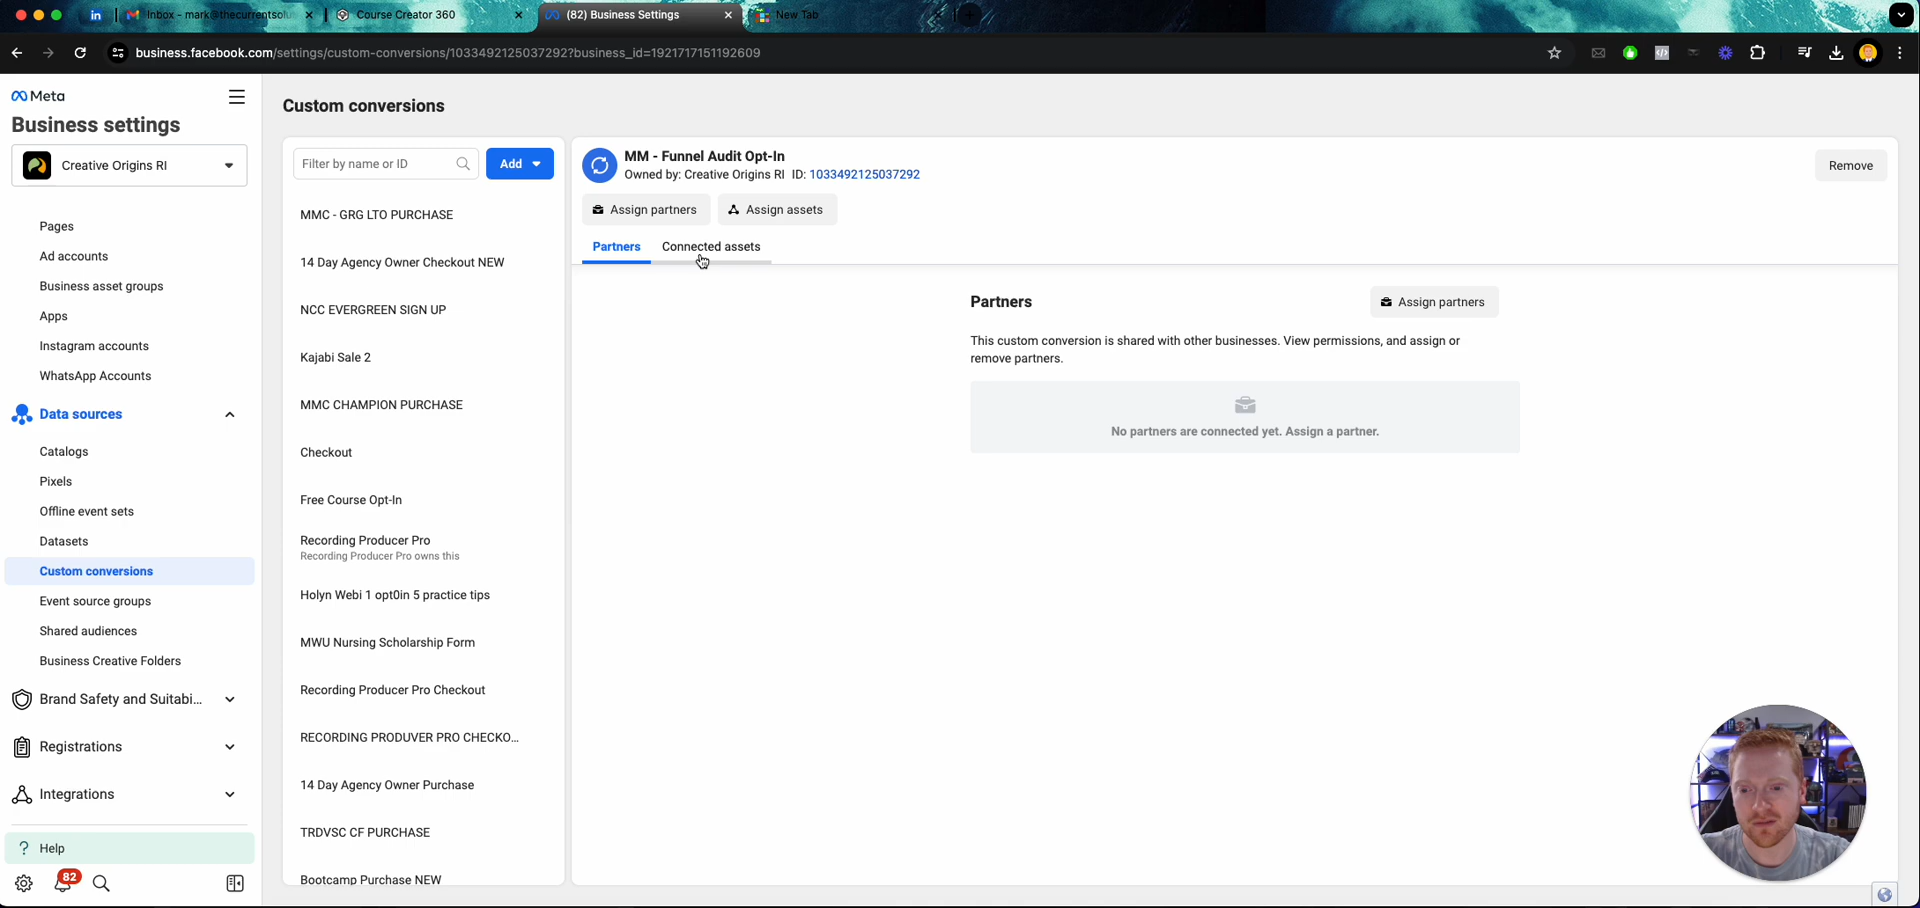 Inbox - mark@thecurrentsolu
Course Creator 360
(82) Business Settings
New Tab
business.facebook.com/settings/custom-conversions/1033492125037292?business_id=1921717151192609
Meta
Business settings
Creative Origins RI
Pages
Ad accounts
Business asset groups
Apps
Instagram accounts
WhatsApp Accounts
Data sources
Catalogs
Pixels
Offline event sets
Datasets
Custom conversions
Event source groups
Shared audiences
Business Creative Folders
Brand Safety and Suitabi...
Registrations
Integrations
? Help
82
Custom conversions
Filter by name or ID
Add
MMC - GRG LTO PURCHASE
14 Day Agency Owner Checkout NEW
NCC EVERGREEN SIGN UP
Kajabi Sale 2
MMC CHAMPION PURCHASE
Checkout
Free Course Opt-In
Recording Producer Pro
Recording Producer Pro owns this
Holyn Webi 1 opt0in 5 practice tips
MWU Nursing Scholarship Form
Recording Producer Pro Checkout
RECORDING PRODUVER PRO CHECKO...
14 Day Agency Owner Purchase
TRDVSC CF PURCHASE
Bootcamp Purchase NEW
MM - Funnel Audit Opt-In
Owned by: Creative Origins RI ID: 1033492125037292
Remove
Assign partners
Assign assets
Partners
Connected assets
Partners
Assign partners
This custom conversion is shared with other businesses. View permissions, and assign or
remove partners.
No partners are connected yet. Assign a partner.